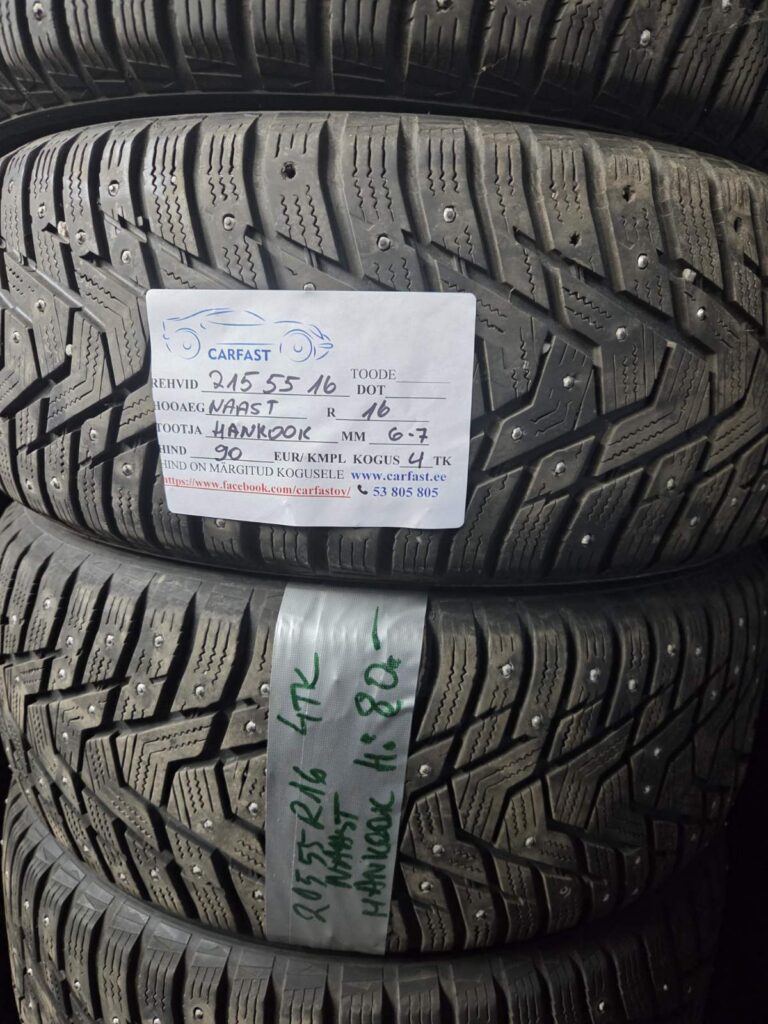 CARFAST
REHVID 215 55 16 TOODE
DOT
HOOAEG NAAST R 16
TOOTJA HANKOOK MM 6-7
HIND 90 EUR/ KMPL KOGUS 4 TK
HIND ON MÄRGITUD KOGUSELE www.carfast.ee
https://www.facebook.com/carfastov/ 53 805 805
205 55 R16 4TK
NAAST
HANKOOK H: 80.-